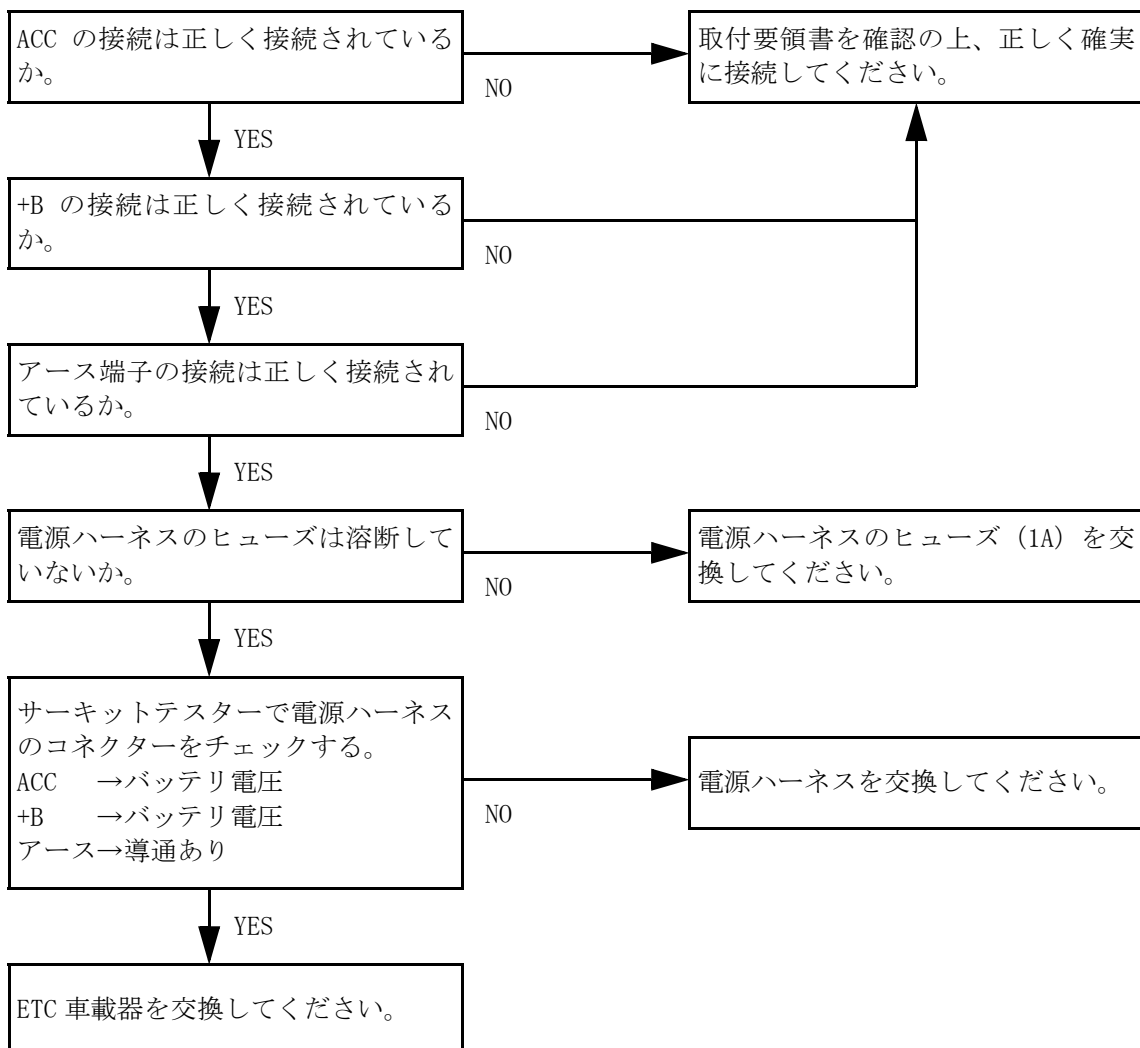 ACC の接続は正しく接続されている
か。
NO
取付要領書を確認の上、正しく確実
に接続してください。
YES
+B の接続は正しく接続されている
か。
NO
YES
アース端子の接続は正しく接続され
ているか。
NO
YES
電源ハーネスのヒューズは溶断して
いないか。
NO
電源ハーネスのヒューズ (1A) を交
換してください。
YES
サーキットテスターで電源ハーネス
のコネクターをチェックする。
ACC →バッテリ電圧
+B →バッテリ電圧
アース→導通あり
NO
電源ハーネスを交換してください。
YES
ETC 車載器を交換してください。